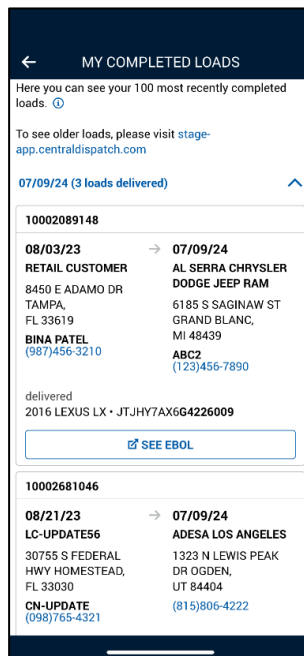 MY COMPLETED LOADS
Here you can see your 100 most recently completed
loads.
To see older loads, please visit stage-
app.centraldispatch.com
07/09/24 (3 loads delivered)
10002089148
08/03/23 → 07/09/24
RETAIL CUSTOMER AL SERRA CHRYSLER
DODGE JEEP RAM
8450 E ADAMO DR
TAMPA,
FL 33619
6185 S SAGINAW ST
GRAND BLANC,
MI 48439
BINA PATEL
(987)456-3210
ABC2
(123)456-7890
delivered
2016 LEXUS LX • JTJHY7AX6G4226009
SEE EBOL
10002681046
08/21/23 → 07/09/24
LC-UPDATE56 ADESA LOS ANGELES
30755 S FEDERAL
HWY HOMESTEAD,
FL 33030
1323 N LEWIS PEAK
DR OGDEN,
UT 84404
CN-UPDATE
(098)765-4321
(815)806-4222